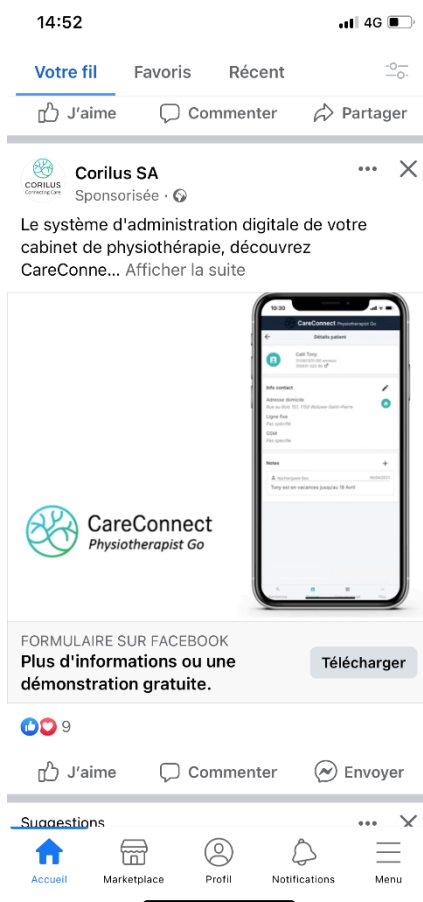 14:52
4G
Votre fil Favoris Récent
J'aime Commenter Partager
CORILUS
Connecting Care
Corilus SA
Sponsorisée ·
Le système d'administration digitale de votre
cabinet de physiothérapie, découvrez
CareConne... Afficher la suite
10:30
CareConnect Physiotherapist Go
Détails patient
Call Tony
Info contact
Adresse domicile
Ligne fixe
Pas spécifié
GSM
Pas spécifié
Notes
Tony est en vacances jusqu'au 18 Avril
CareConnect
Physiotherapist Go
FORMULAIRE SUR FACEBOOK
Plus d'informations ou une
démonstration gratuite.
Télécharger
9
J'aime Commenter Envoyer
Suggestions
Accueil Marketplace Profil Notifications Menu